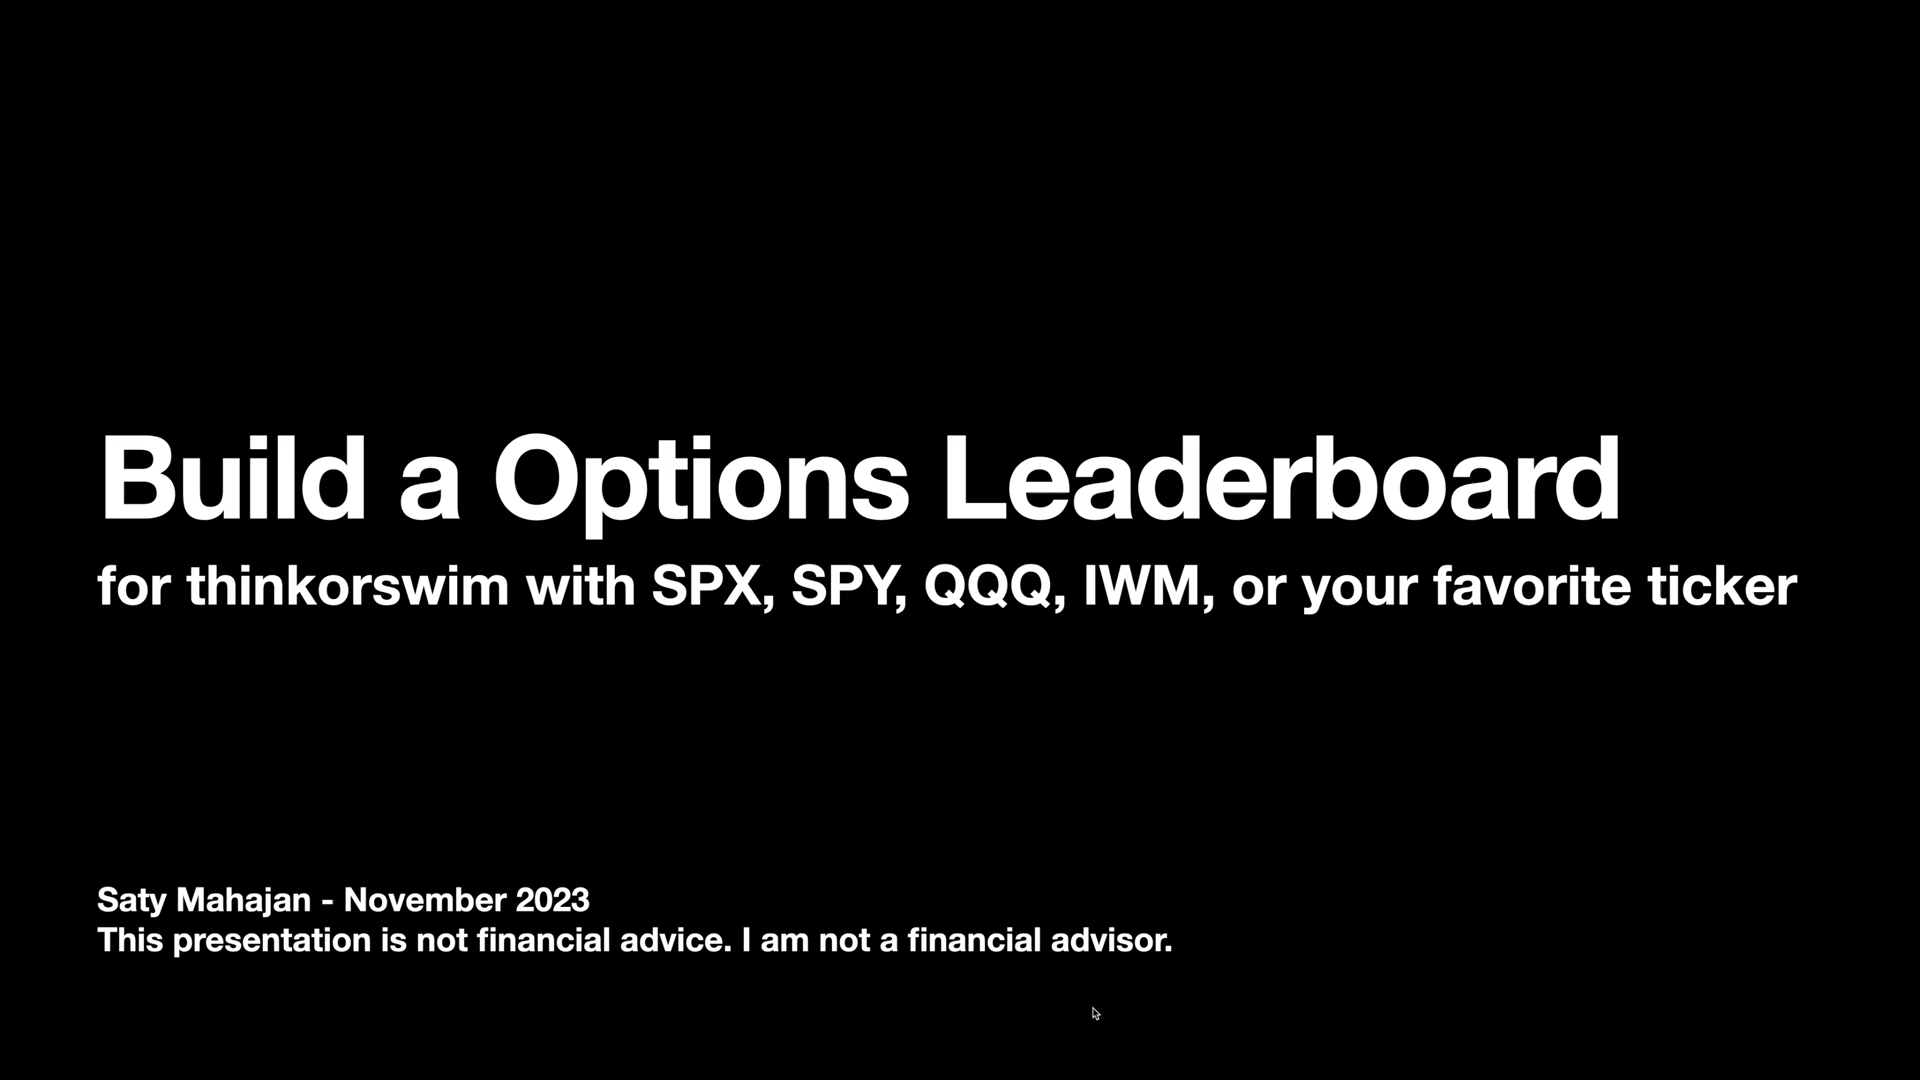 Build a Options Leaderboard
for thinkorswim with SPX, SPY, QQQ, IWM, or your favorite ticker
Saty Mahajan - November 2023
This presentation is not financial advice. I am not a financial advisor.